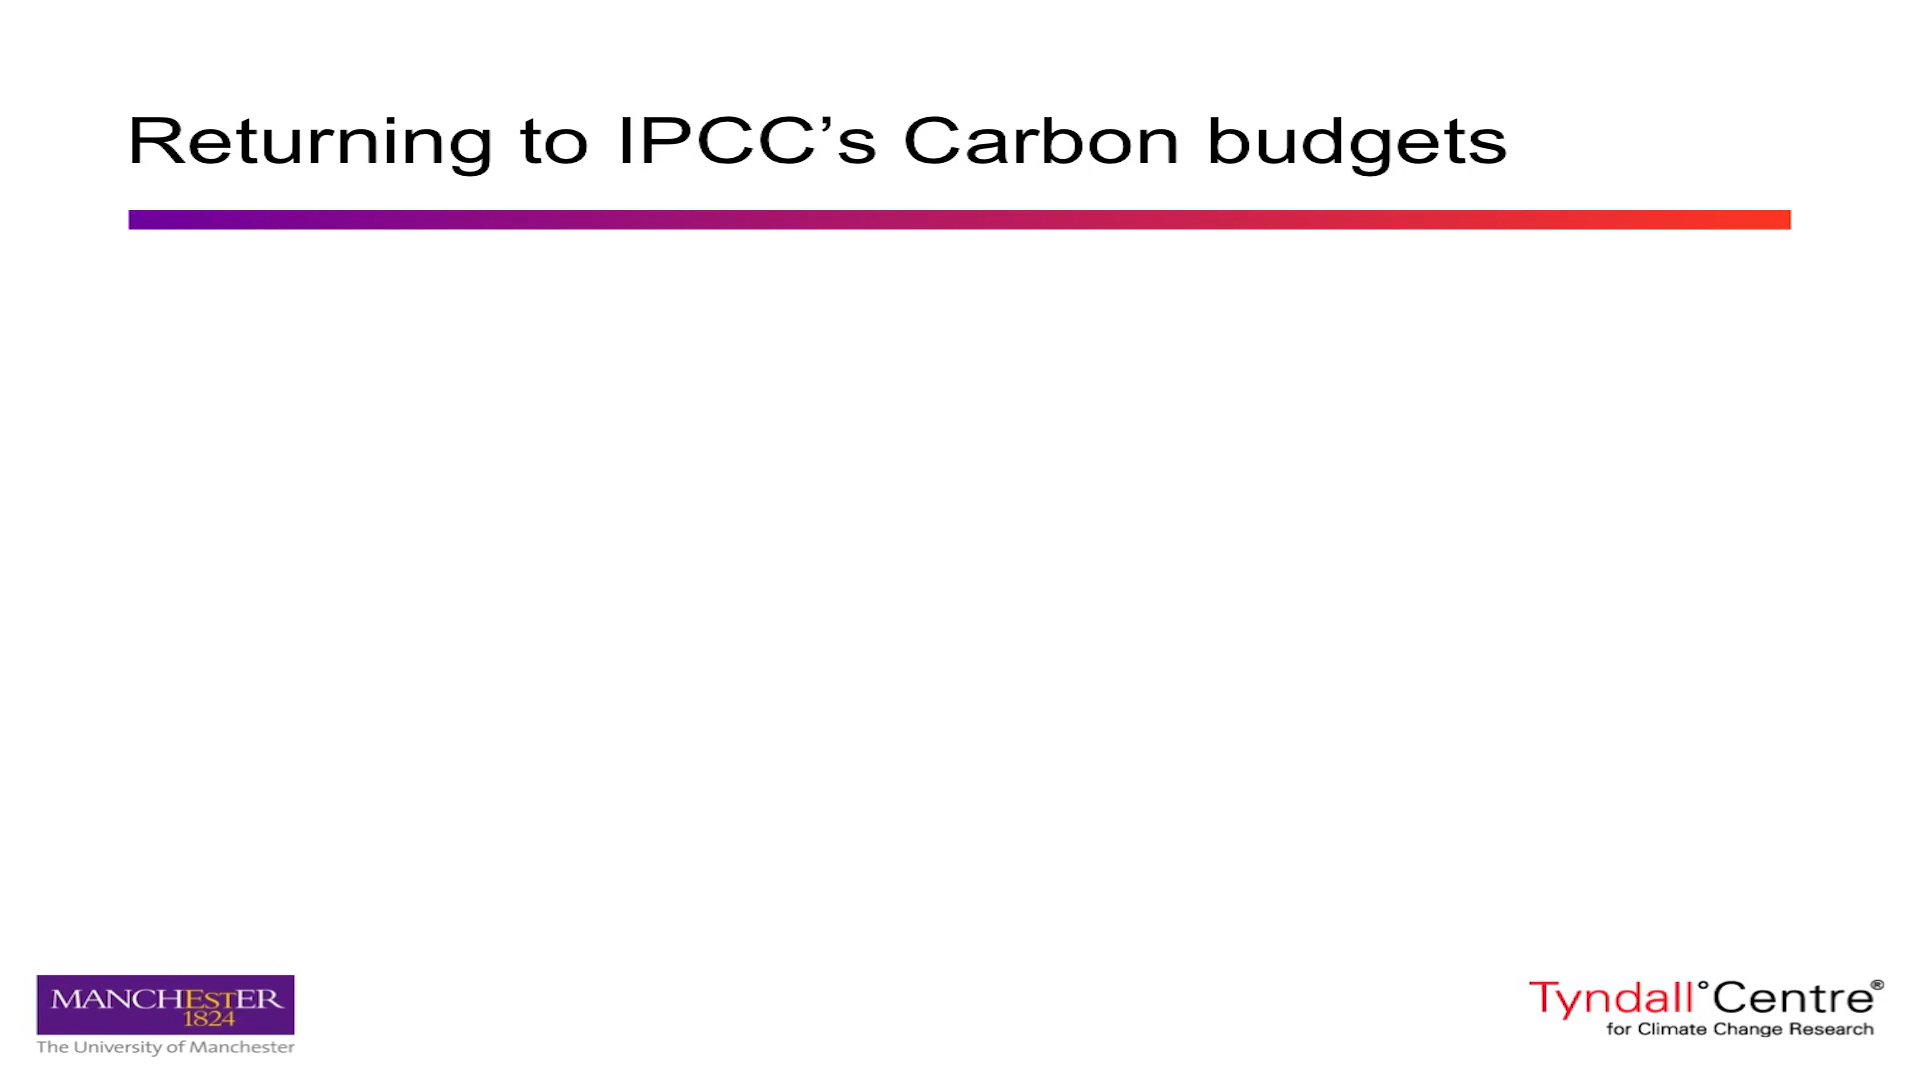 Returning to IPCC’s Carbon budgets
MANCHESTER
1824
The University of Manchester
Tyndall°Centre®
for Climate Change Research